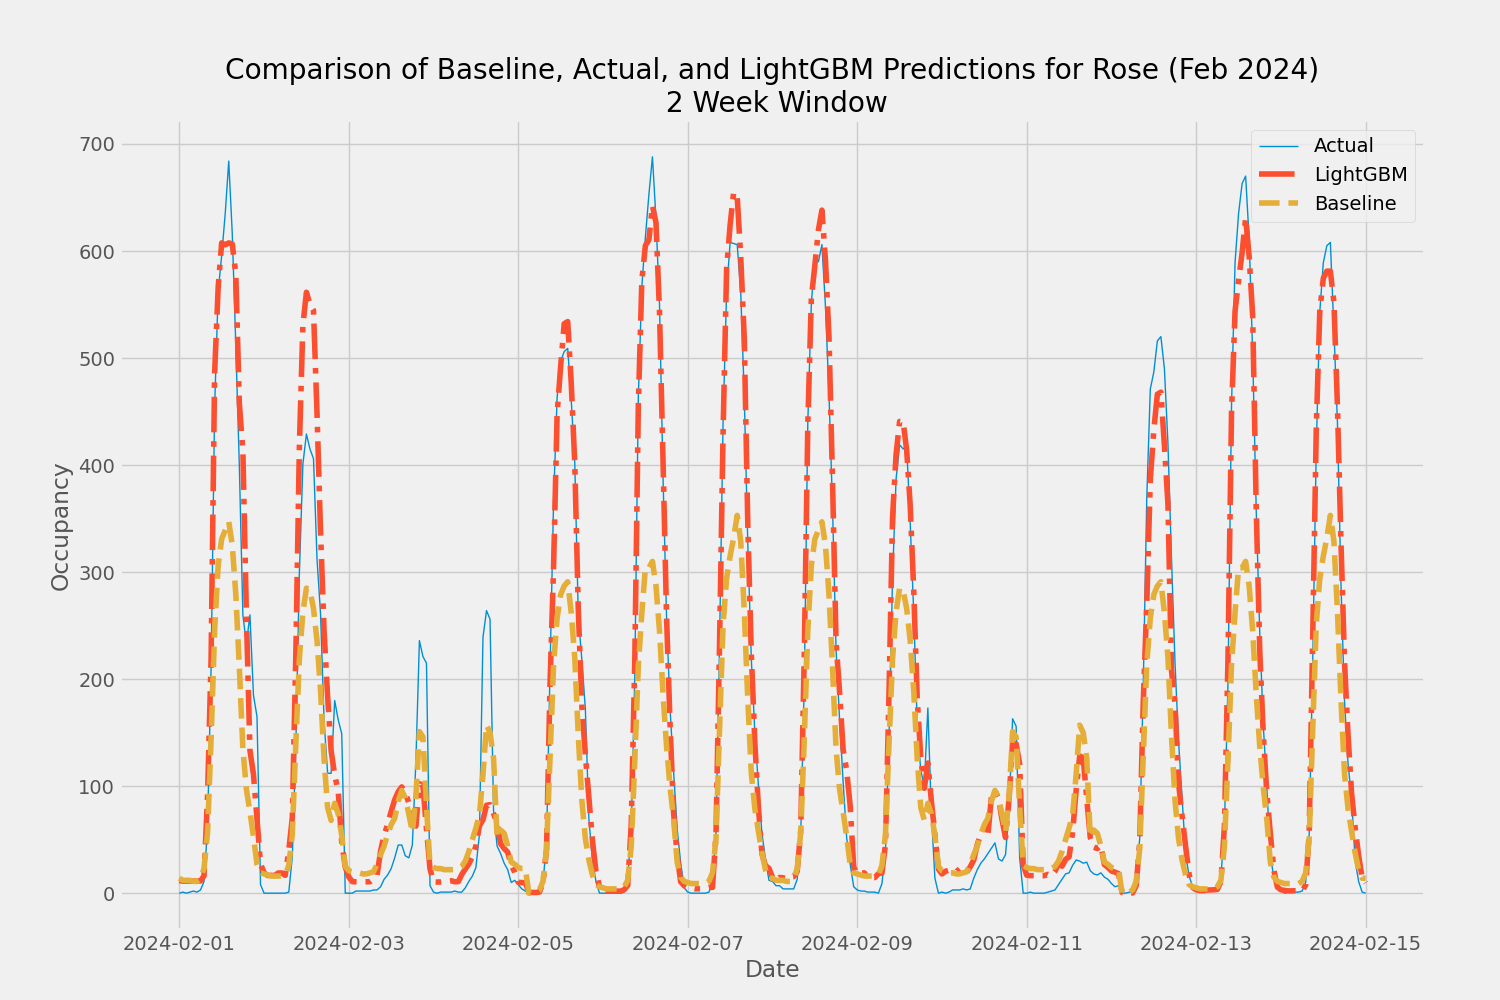 Comparison of Baseline, Actual, and LightGBM Predictions for Rose (Feb 2024)
2 Week Window
Actual
LightGBM
Baseline
700
600
500
400
300
200
100
0
Occupancy
2024-02-01
2024-02-03
2024-02-05
2024-02-07
2024-02-09
2024-02-11
2024-02-13
2024-02-15
Date